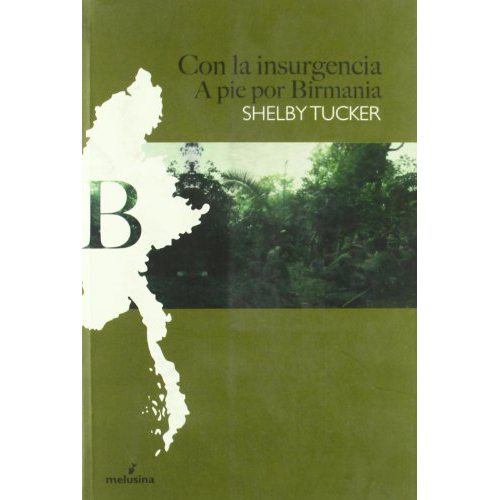 Con la insurgencia
A pie por Birmania
SHELBY TUCKER
B
melusina